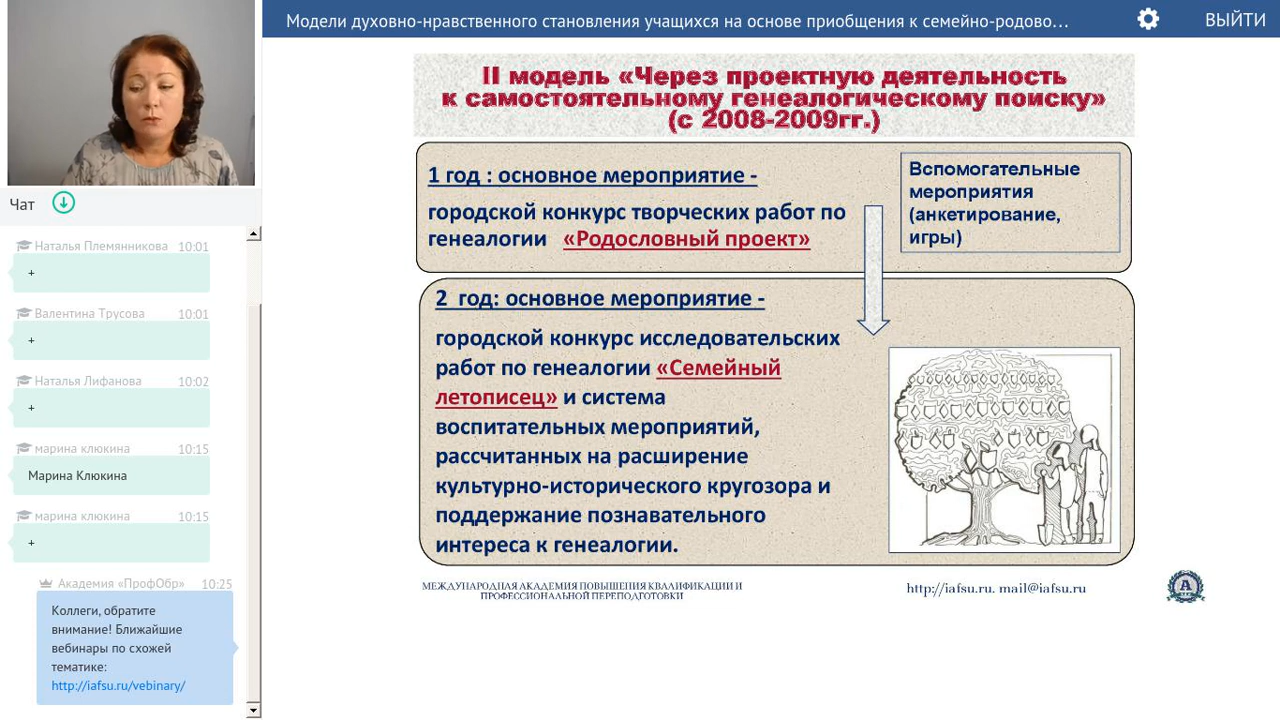 Модели духовно-нравственного становления учащихся на основе приобщения к семейно-родово...
ВЫЙТИ
Чат
Наталья Племянникова 10:01
+
Валентина Трусова 10:01
+
Наталья Лифанова 10:02
+
марина клюкина 10:15
Марина Клюкина
марина клюкина 10:15
+
Академия «ПрофОбр» 10:25
Коллеги, обратите
внимание! Ближайшие
вебинары по схожей
тематике:
http://iafsu.ru/vebinary/
II модель «Через проектную деятельность
к самостоятельному генеалогическому поиску»
(с 2008-2009гг.)
1 год : основное мероприятие -
городской конкурс творческих работ по
генеалогии «Родословный проект»
Вспомогательные
мероприятия
(анкетирование,
игры)
2 год: основное мероприятие -
городской конкурс исследовательских
работ по генеалогии «Семейный
летописец» и система
воспитательных мероприятий,
рассчитанных на расширение
культурно-исторического кругозора и
поддержание познавательного
интереса к генеалогии.
МЕЖДУНАРОДНАЯ АКАДЕМИЯ ПОВЫШЕНИЯ КВАЛИФИКАЦИИ И
ПРОФЕССИОНАЛЬНОЙ ПЕРЕПОДГОТОВКИ
http://iafsu.ru. mail@iafsu.ru